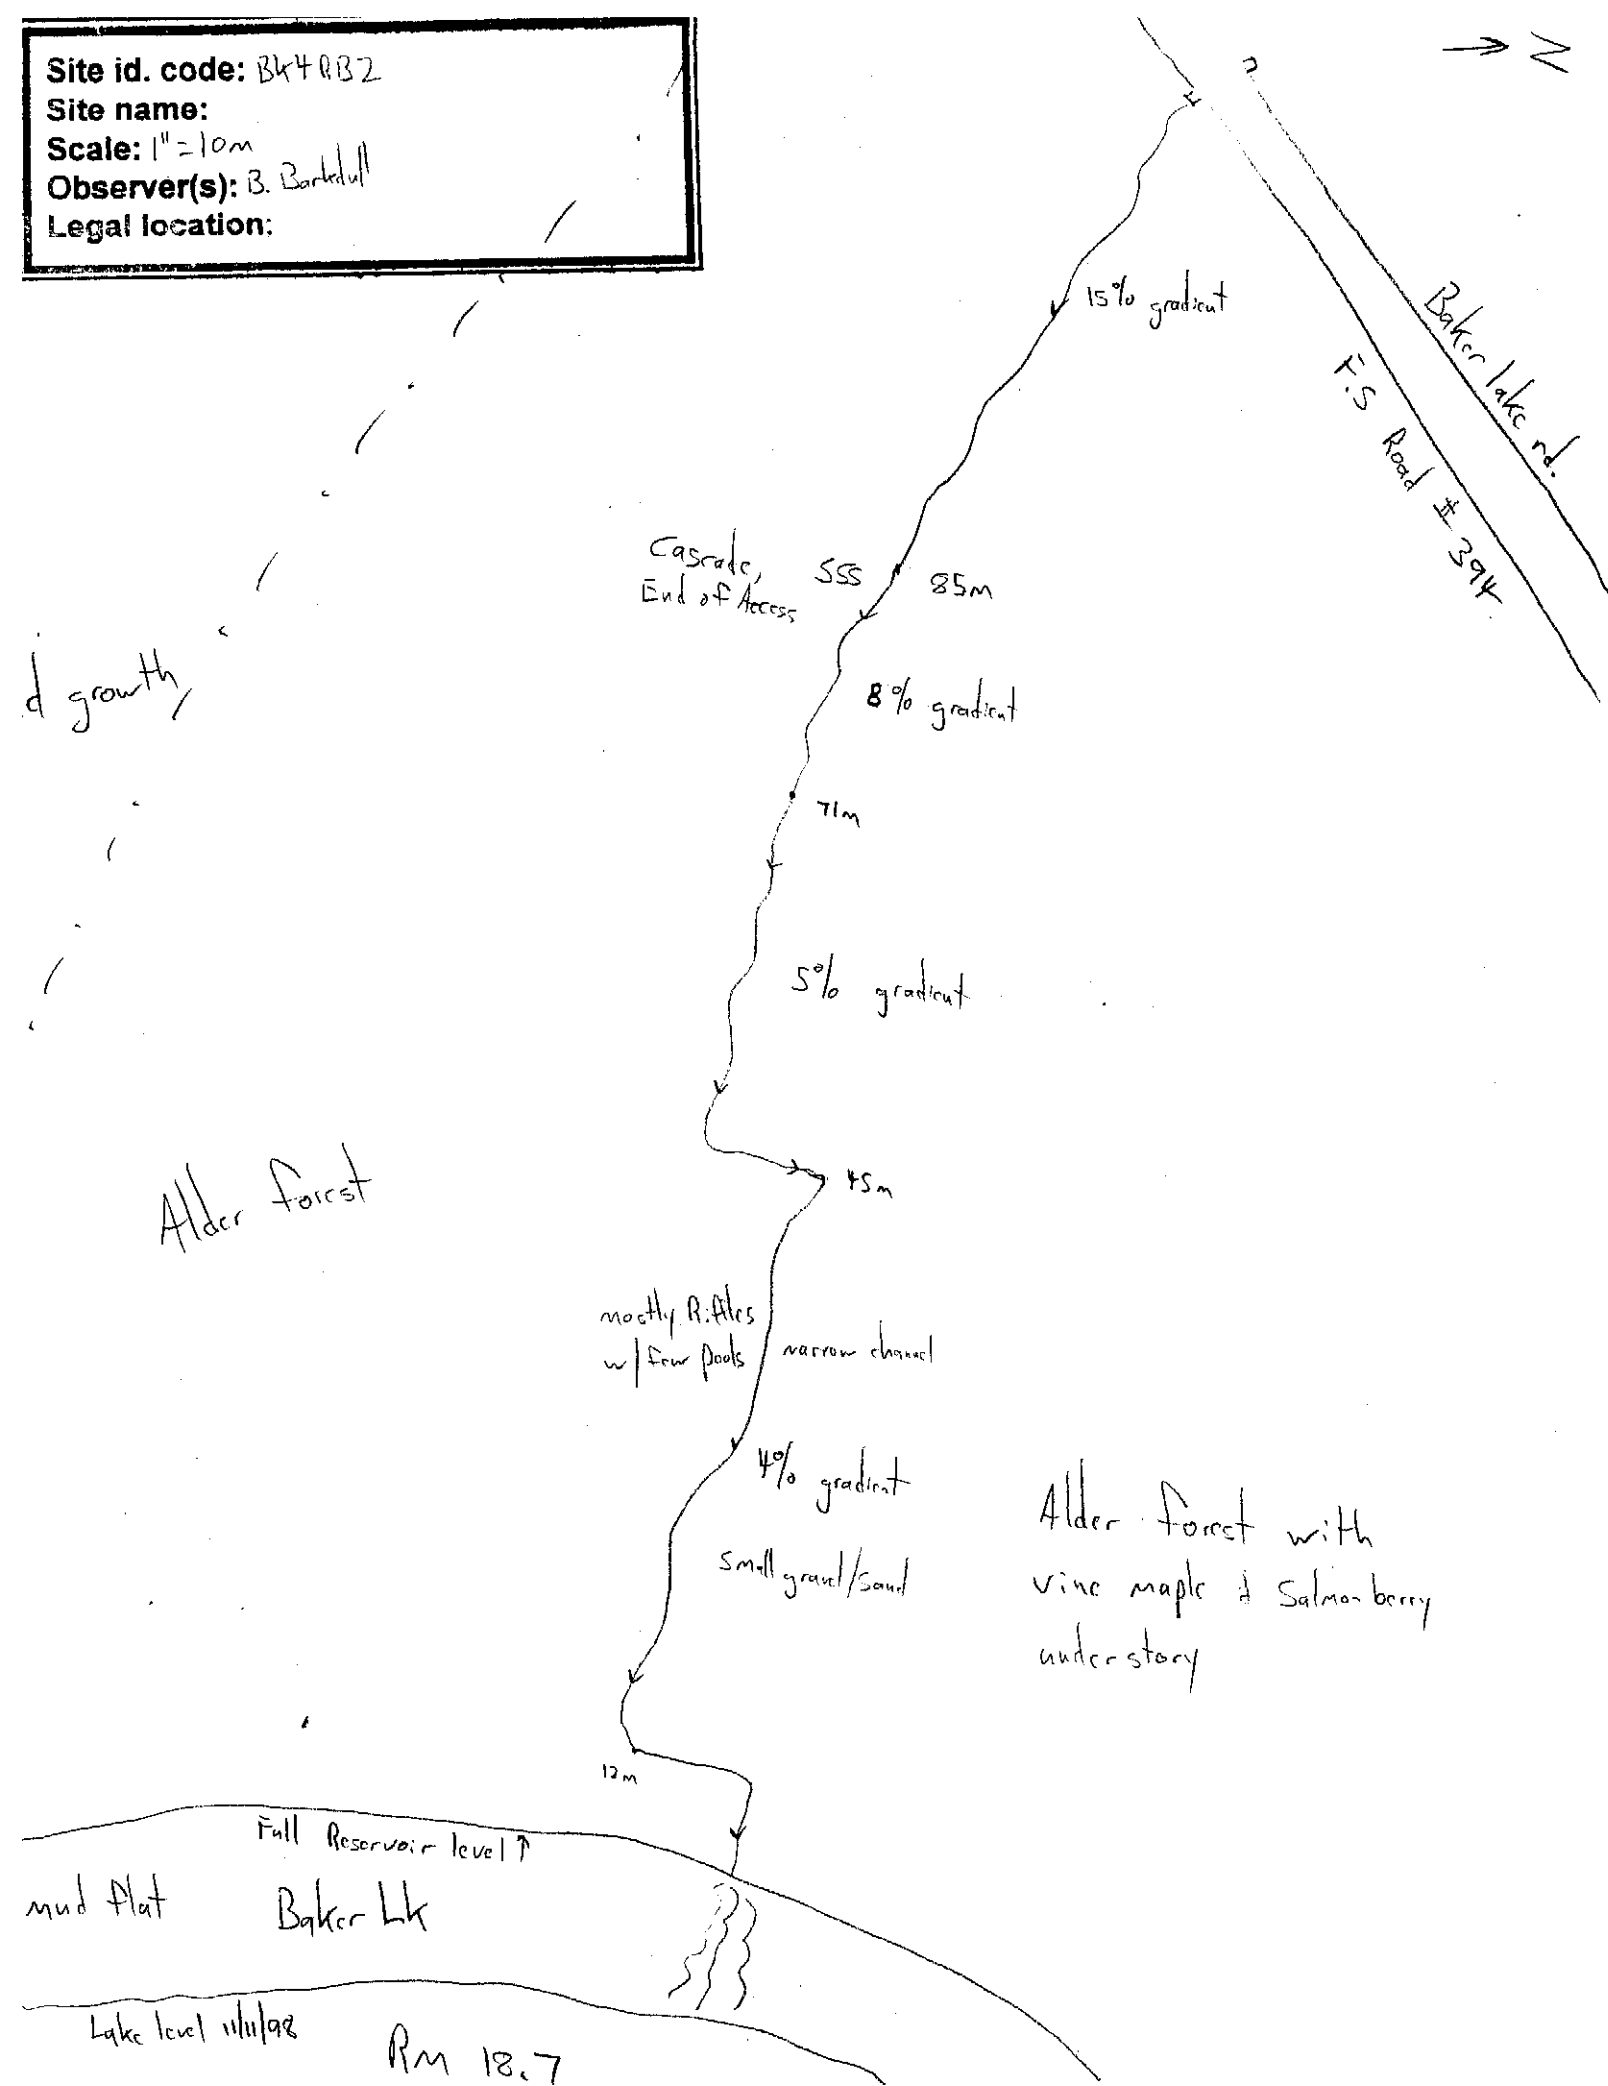 Site id. code: BK4RB2
Site name:
Scale: 1" = 10m
Observer(s): B. Barkdull
Legal location:
→ N
15% gradient
Baker lake rd.
F.S Road # 394
Cascade,
End of Access
SSS
85m
d growth,
8% gradient
71m
5% gradient
Alder Forest
45m
mostly Riffles
w/ few pools
narrow channel
4% gradient
Small gravel/sand
Alder forest with
vine maple & Salmonberry
understory
12m
Full Reservoir level ↑
mud flat
Baker Lk
Lake level 11/11/98
RM 18.7